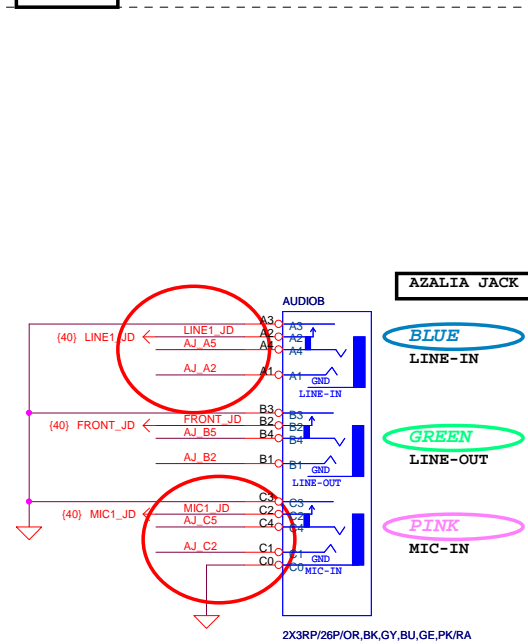 AZALIA JACK
AUDIOB
A3 A3
{40} LINE1_JD LINE1_JD A2 A2
AJ_A5 A4 A4
BLUE
LINE-IN
AJ_A2 A1 A1
GND
LINE-IN
B3 B3
{40} FRONT_JD FRONT_JD B2 B2
AJ_B5 B4 B4
GREEN
LINE-OUT
AJ_B2 B1 B1
GND
LINE-OUT
C3 C3
{40} MIC1_JD MIC1_JD C2 C2
AJ_C5 C4 C4
PINK
MIC-IN
AJ_C2 C1 C1
GND
C0 C0
MIC-IN
2X3RP/26P/OR,BK,GY,BU,GE,PK/RA